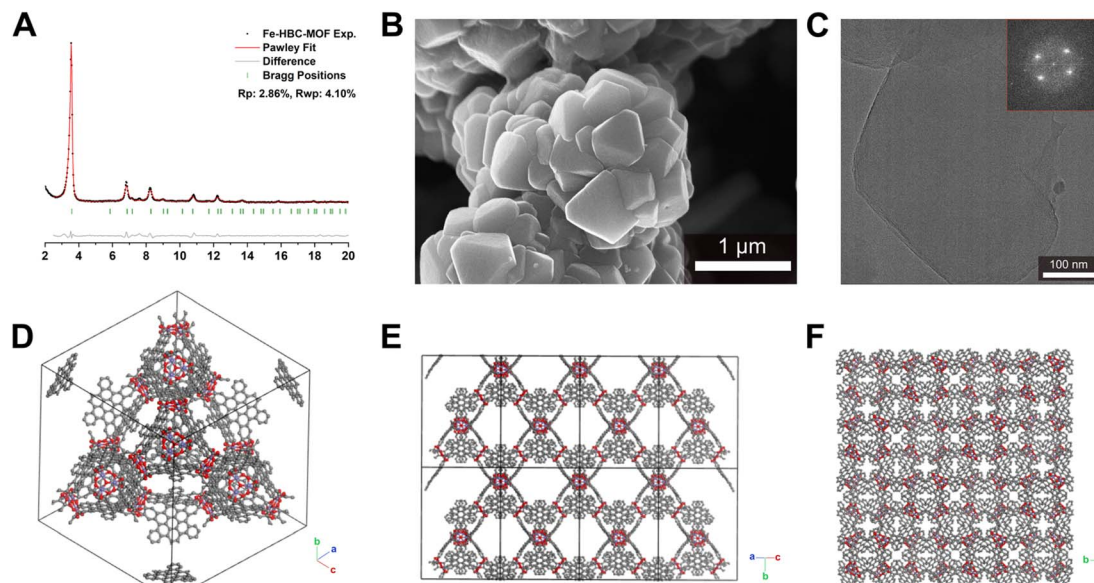 A
Fe-HBC-MOF Exp.
Pawley Fit
Difference
Bragg Positions
Rp: 2.86%, Rwp: 4.10%
2 4 6 8 10 12 14 16 18 20
B
1 μm
C
100 nm
D
b
a
c
E
a c
b
F
b